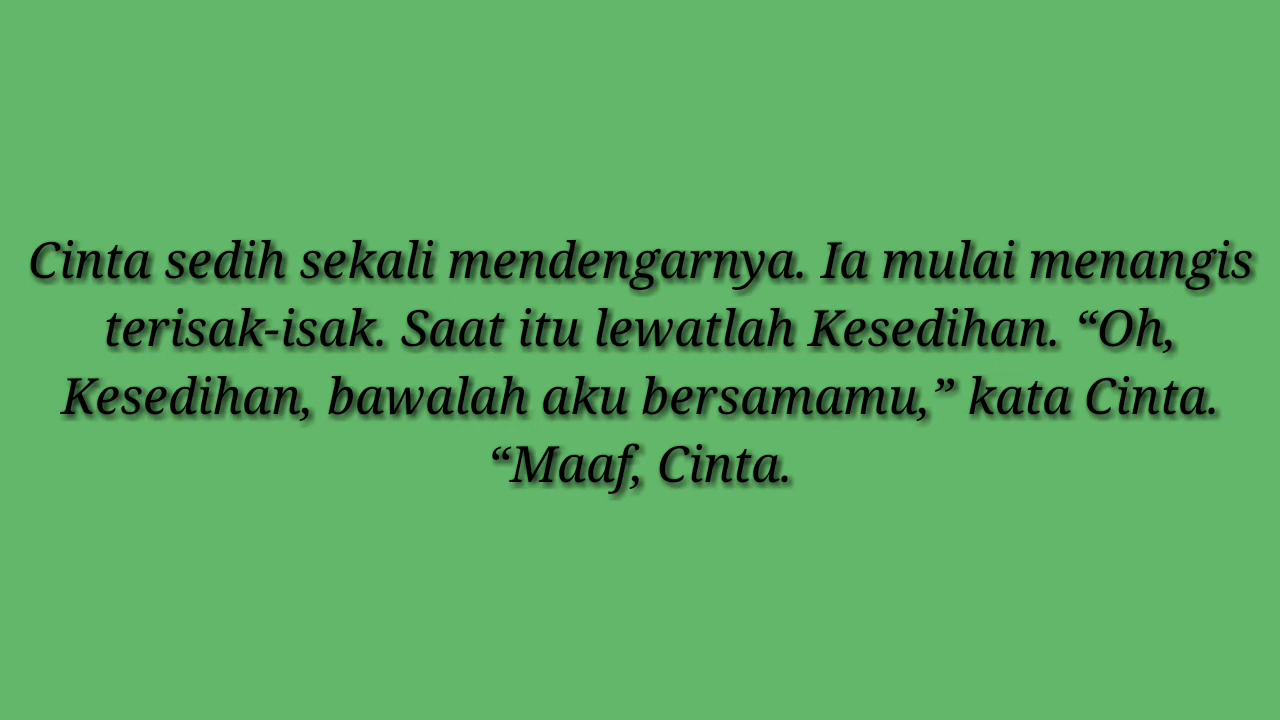 Cinta sedih sekali mendengarnya. Ia mulai menangis
terisak-isak. Saat itu lewatlah Kesedihan. “Oh,
Kesedihan, bawalah aku bersamamu,” kata Cinta.
“Maaf, Cinta.